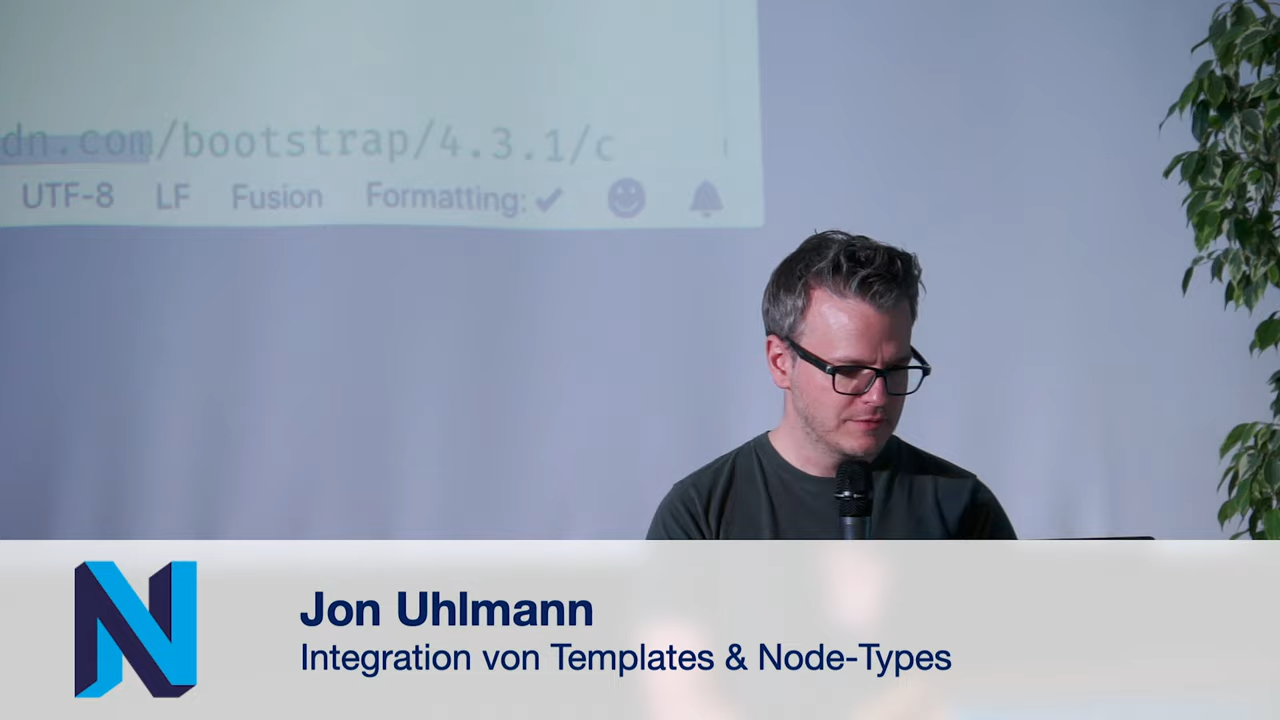 dn.com/bootstrap/4.3.1/c
UTF-8 LF Fusion Formatting: ✔
Jon Uhlmann
Integration von Templates & Node-Types